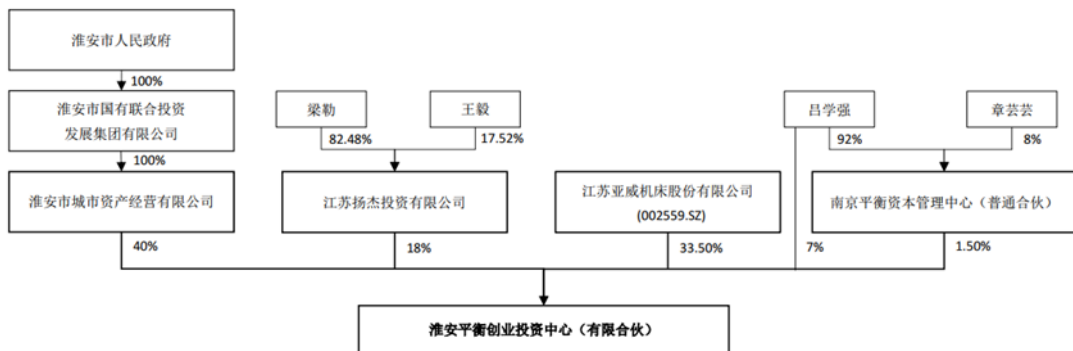 淮安市人民政府
100%
淮安市国有联合投资
发展集团有限公司
梁勒
王毅
吕学强
章芸芸
82.48%
17.52%
92%
8%
100%
淮安市城市资产经营有限公司
江苏扬杰投资有限公司
江苏亚威机床股份有限公司
(002559.SZ)
南京平衡资本管理中心（普通合伙）
40%
18%
33.50%
7%
1.50%
淮安平衡创业投资中心（有限合伙）